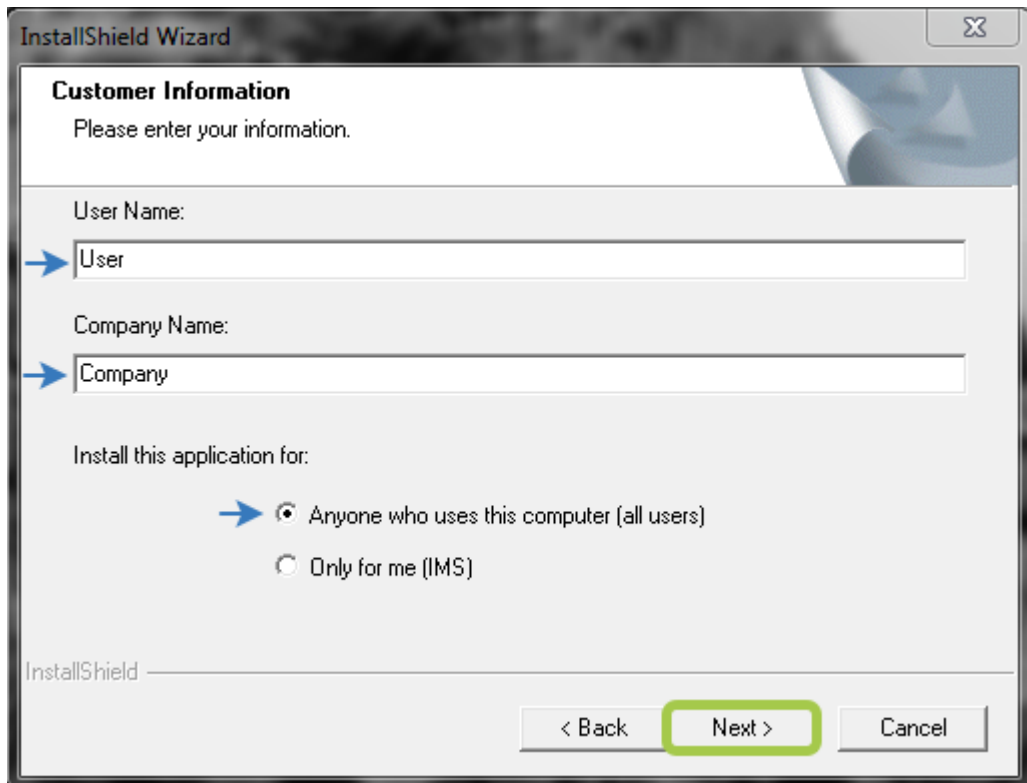 InstallShield Wizard
Customer Information
Please enter your information.
User Name:
User
Company Name:
Company
Install this application for:
Anyone who uses this computer (all users)
Only for me (IMS)
InstallShield
< Back Next > Cancel